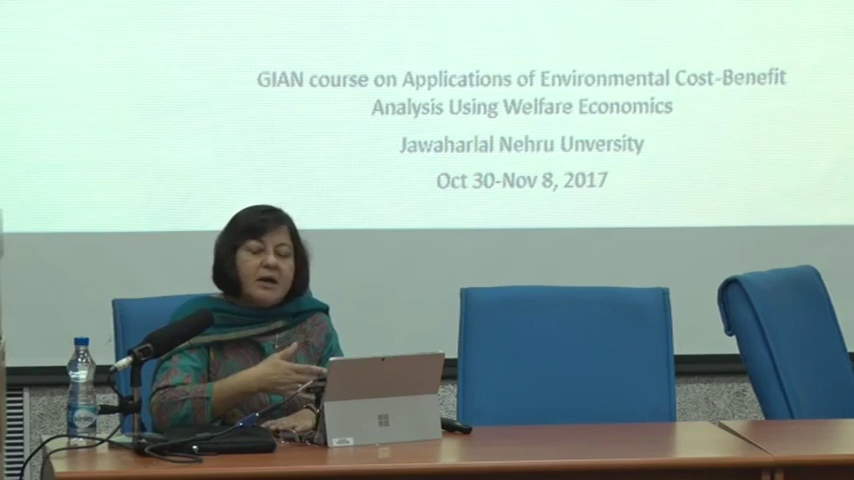 GIAN course on Applications of Environmental Cost-Benefit
Analysis Using Welfare Economics
Jawaharlal Nehru Unversity
Oct 30-Nov 8, 2017